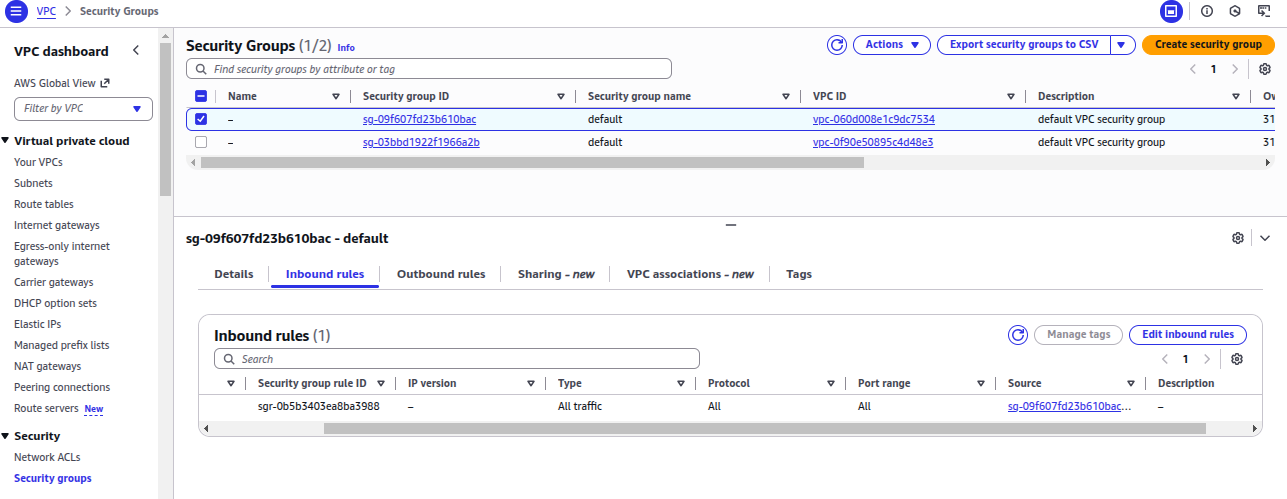 VPC > Security Groups
VPC dashboard
AWS Global View
Filter by VPC
Virtual private cloud
Your VPCs
Subnets
Route tables
Internet gateways
Egress-only internet
gateways
Carrier gateways
DHCP option sets
Elastic IPs
Managed prefix lists
NAT gateways
Peering connections
Route servers New
Security
Network ACLs
Security groups
Security Groups (1/2) Info
Actions Export security groups to CSV Create security group
Find security groups by attribute or tag
1
Name Security group ID Security group name VPC ID Description Ow
– sg-09f607fd23b610bac default vpc-060d008e1c9dc7534 default VPC security group 31
– sg-03bbd1922f1966a2b default vpc-0f90e50895c4d48e3 default VPC security group 31
sg-09f607fd23b610bac - default
Details Inbound rules Outbound rules Sharing – new VPC associations – new Tags
Inbound rules (1)
Manage tags Edit inbound rules
Search
1
Security group rule ID IP version Type Protocol Port range Source Description
sgr-0b5b3403ea8ba3988 – All traffic All All sg-09f607fd23b610bac... –